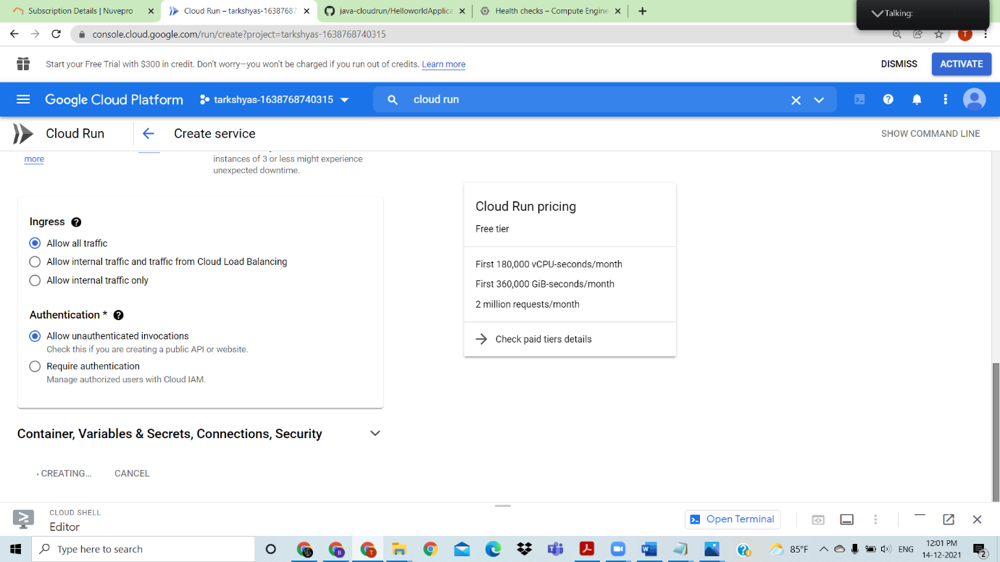 Subscription Details | Nuvepro
Cloud Run – tarkshyas-16387687
java-cloudrun/HelloworldApplica
Health checks – Compute Engine
Talking:
console.cloud.google.com/run/create?project=tarkshyas-1638768740315
T
Start your Free Trial with $300 in credit. Don't worry—you won't be charged if you run out of credits. Learn more
DISMISS
ACTIVATE
Google Cloud Platform
tarkshyas-1638768740315
cloud run
Cloud Run
Create service
SHOW COMMAND LINE
more
instances of 3 or less might experience
unexpected downtime.
Ingress
Allow all traffic
Allow internal traffic and traffic from Cloud Load Balancing
Allow internal traffic only
Authentication *
Allow unauthenticated invocations
Check this if you are creating a public API or website.
Require authentication
Manage authorized users with Cloud IAM.
Cloud Run pricing
Free tier
First 180,000 vCPU-seconds/month
First 360,000 GiB-seconds/month
2 million requests/month
Check paid tiers details
Container, Variables & Secrets, Connections, Security
CREATING...
CANCEL
CLOUD SHELL
Editor
Open Terminal
Type here to search
85°F
ENG
12:01 PM
14-12-2021
2